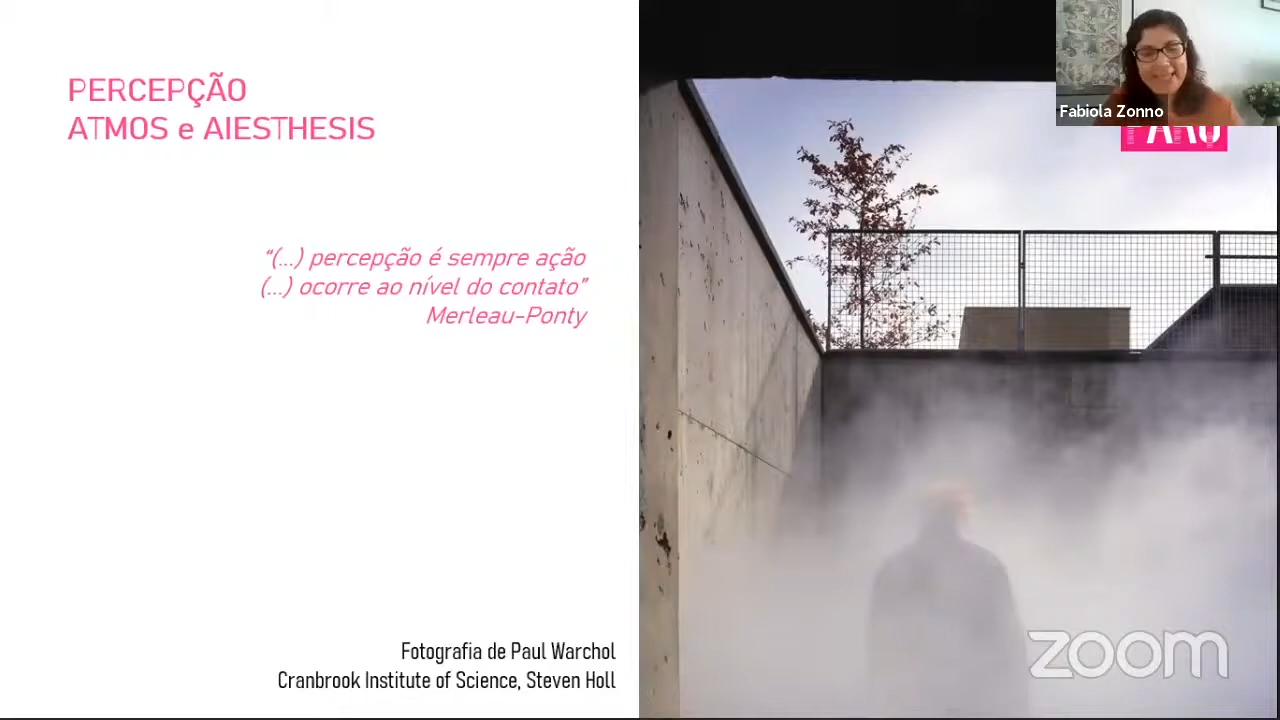 PERCEPÇÃO
ATMOS e AIESTHESIS
“(...) percepção é sempre ação
(...) ocorre ao nível do contato”
Merleau-Ponty
Fotografia de Paul Warchol
Cranbrook Institute of Science, Steven Holl
Fabiola Zonno
zoom